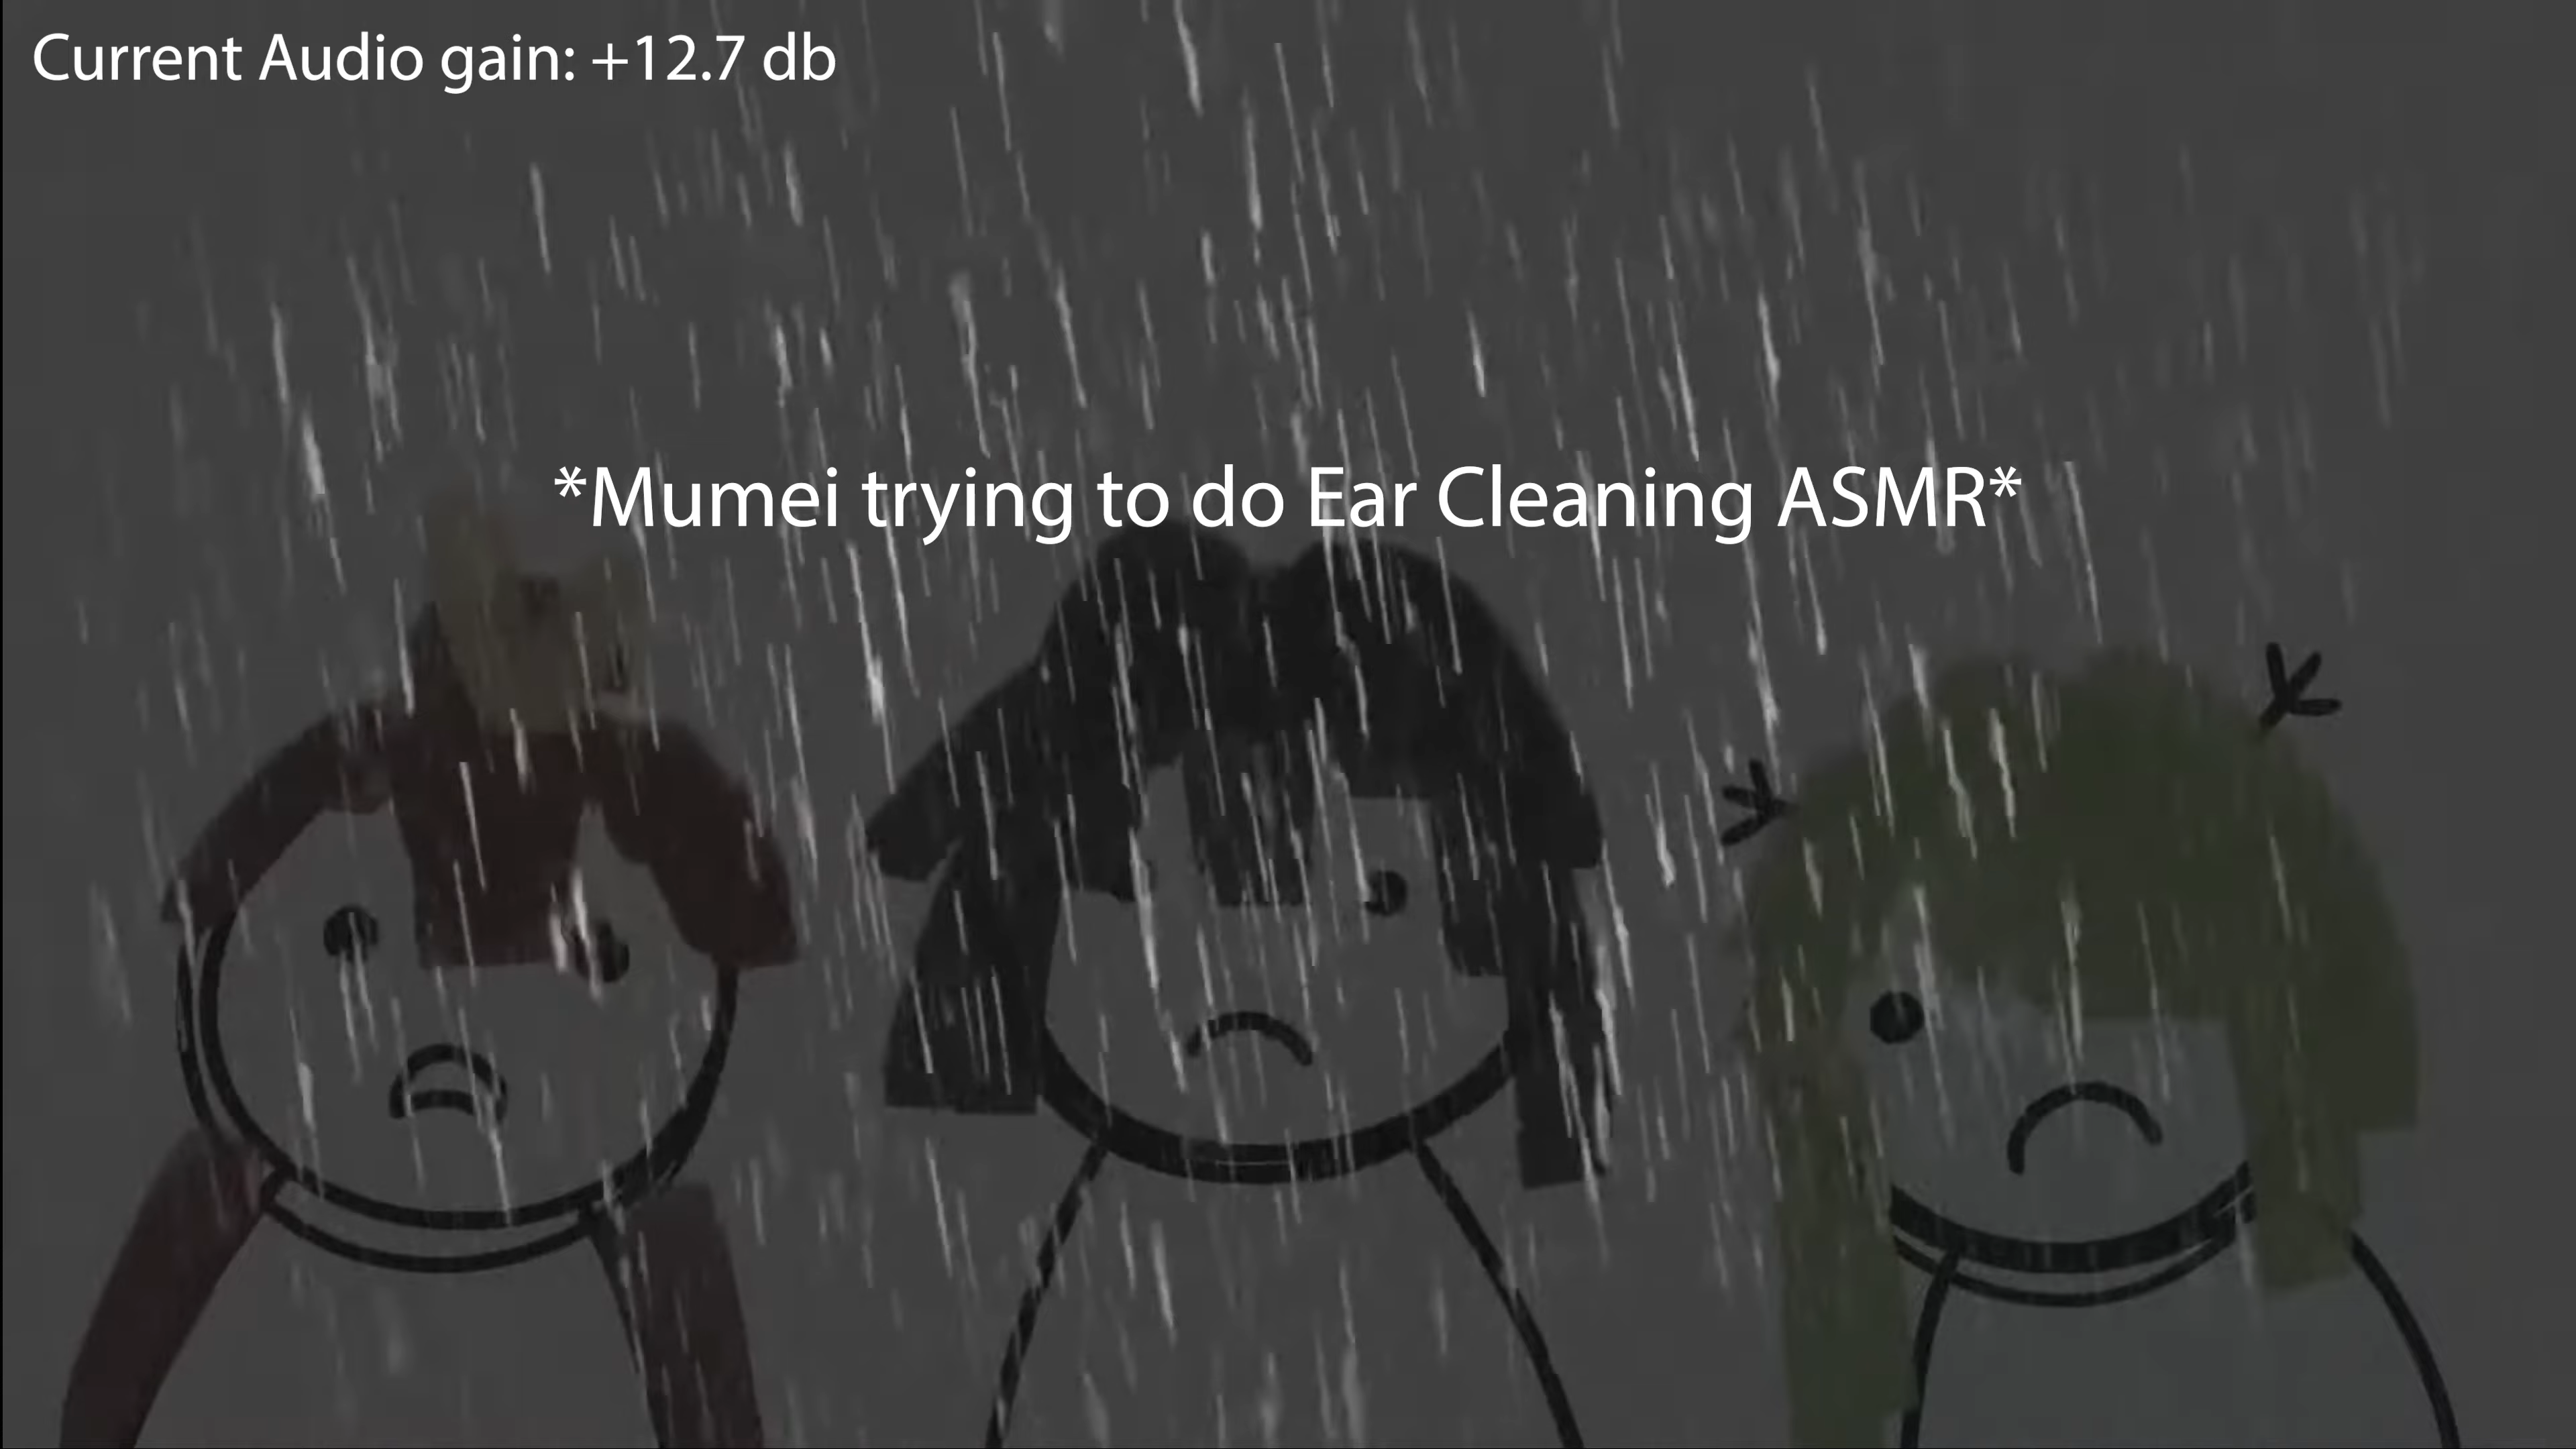 Current Audio gain: +12.7 db
*Mumei trying to do Ear Cleaning ASMR*